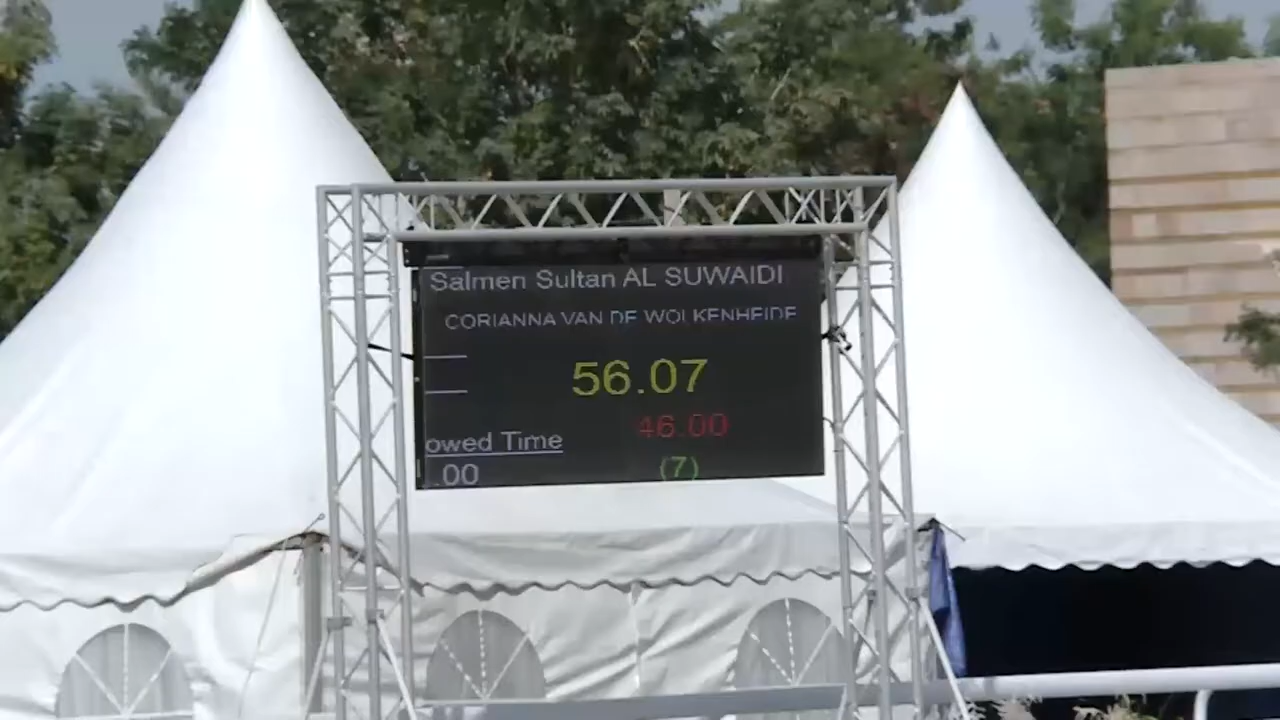 Salmen Sultan AL SUWAIDI
CORIANNA VAN DE WOLKENHEIDE
56.07
46.00
owed Time
.00
(7)